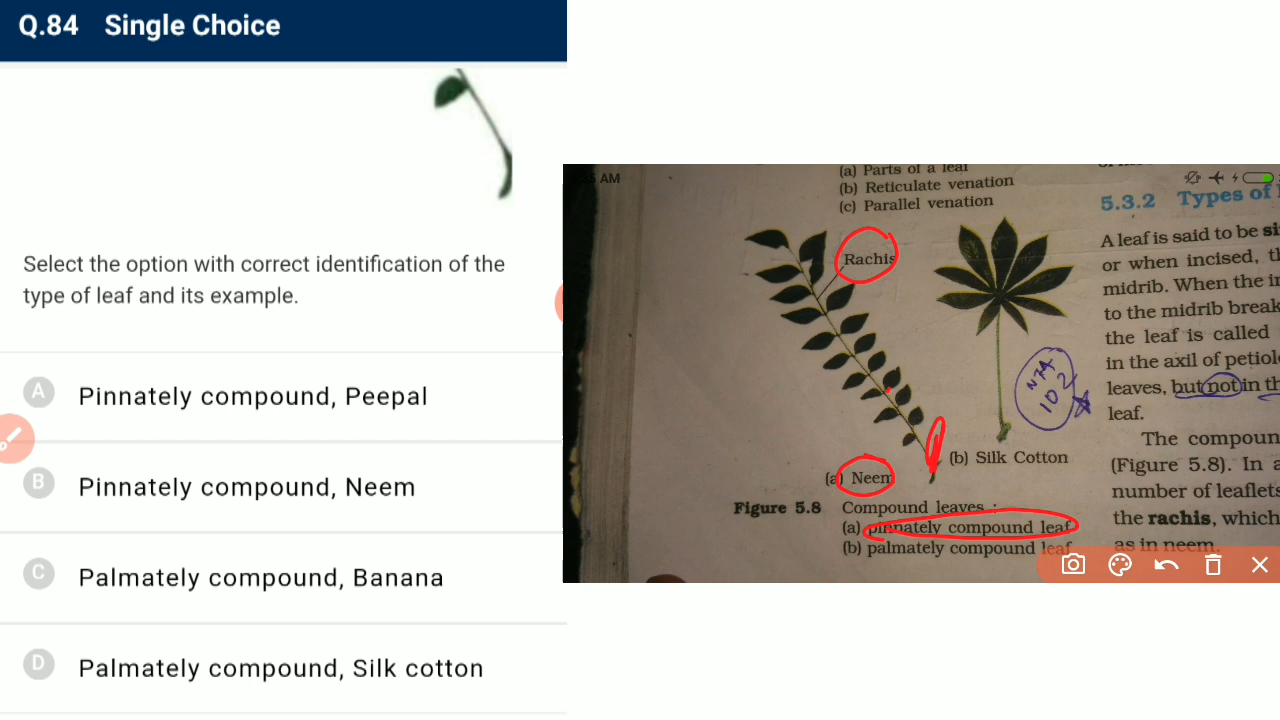 Q.84 Single Choice
Select the option with correct identification of the
type of leaf and its example.
A Pinnately compound, Peepal
B Pinnately compound, Neem
C Palmately compound, Banana
D Palmately compound, Silk cotton
AM
(a) Parts of a leaf
(b) Reticulate venation
(c) Parallel venation
Rachis
(a) Neem
(b) Silk Cotton
NTA
102
Figure 5.8 Compound leaves :
(a) pinnately compound leaf
(b) palmately compound leaf
5.3.2 Types of
A leaf is said to be
or when incised,
midrib. When the
to the midrib break
the leaf is called
in the axil of
leaves, but not in
leaf.
The
(Figure 5.8). In a
number of leaflets
the rachis, which
as in neem.